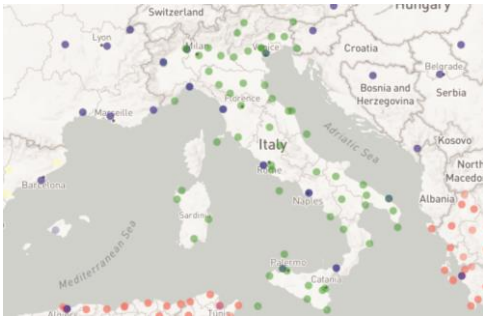 Switzerland
Hungary
Lyon
Milan
Venice
Croatia
Belgrade
Bosnia and
Herzegovina
Serbia
Marseille
Florence
Adriatic Sea
Kosovo
Italy
Rome
North
Macedo
Barcelona
Albania
Sardin
Naples
Mediterranean Sea
Palermo
Catania
Tunis